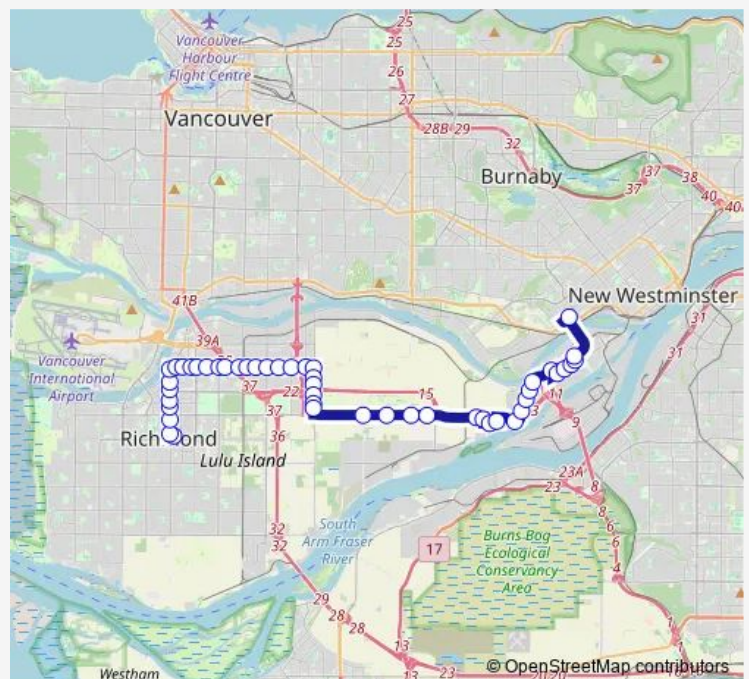 25
25
Vancouver
Harbour
Flight Centre
26
27
Vancouver
28B 29
32
Burnaby
37
37
38
40
40
New Westminster
41B
31
39A
Vancouver
International
Airport
31
37
22
15
11
37
9
Richmond
36
Lulu Island
23A
8
23
8
South
Arm Fraser
River
32
32
17
Burns Bog
Ecological
Conservancy
Area
6
6
4
29
28
28
13
1
13
23
© OpenStreetMap contributors
Westham